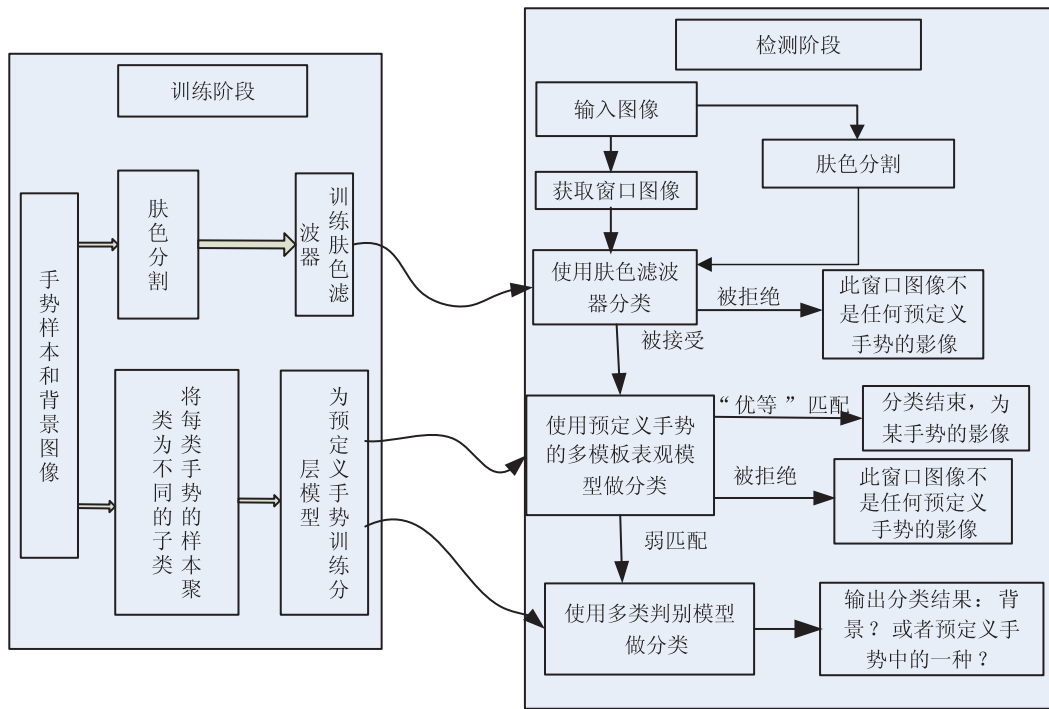 训练阶段
手势样本和背景图像
肤色分割
训练肤色滤
波器
将每类手势的样本聚
类为不同的子类
为预定义手势训练分
层模型
检测阶段
输入图像
肤色分割
获取窗口图像
使用肤色滤波
器分类
被拒绝
此窗口图像不
是任何预定义
手势的影像
被接受
使用预定义手势
的多模板表观模
型做分类
“优等”匹配
分类结束，为
某手势的影像
被拒绝
此窗口图像不
是任何预定义
手势的影像
弱匹配
使用多类判别模型
做分类
输出分类结果：背
景？或者预定义手
势中的一种？